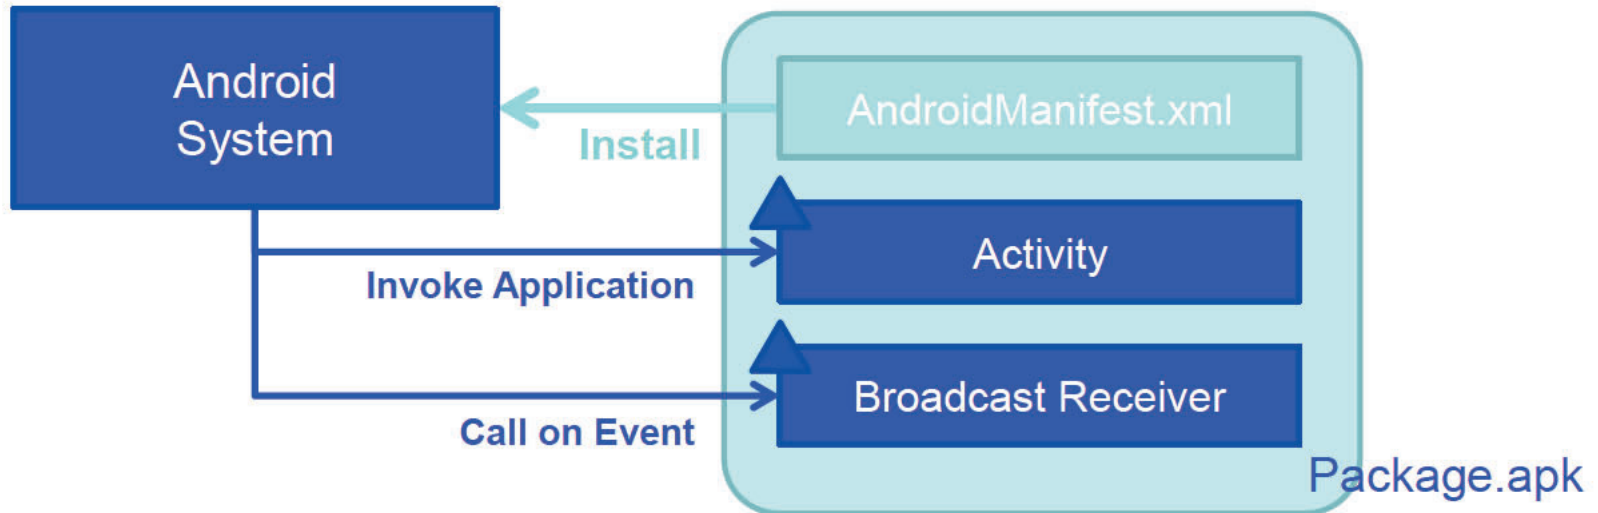 Android
System
AndroidManifest.xml
Install
Activity
Invoke Application
Broadcast Receiver
Call on Event
Package.apk